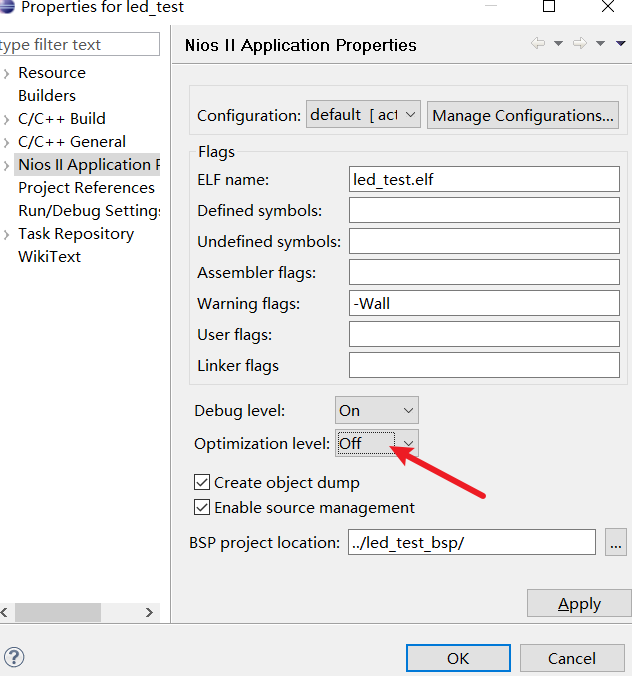 Properties for led_test
type filter text
Resource
Builders
C/C++ Build
C/C++ General
Nios II Application P
Project References
Run/Debug Settings
Task Repository
WikiText
Nios II Application Properties
Configuration: default [ act Manage Configurations...
Flags
ELF name: led_test.elf
Defined symbols:
Undefined symbols:
Assembler flags:
Warning flags: -Wall
User flags:
Linker flags
Debug level: On
Optimization level: Off
Create object dump
Enable source management
BSP project location: ../led_test_bsp/ ...
Apply
? OK Cancel